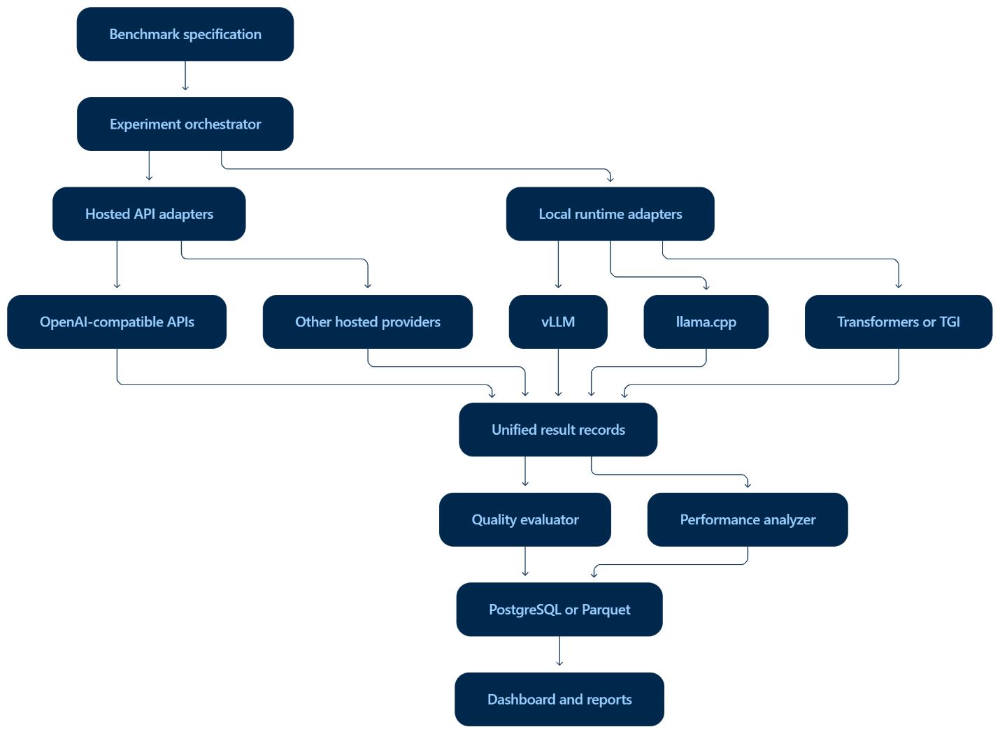 Benchmark specification
Experiment orchestrator
Hosted API adapters
Local runtime adapters
OpenAI-compatible APIs
Other hosted providers
vLLM
llama.cpp
Transformers or TGI
Unified result records
Quality evaluator
Performance analyzer
PostgreSQL or Parquet
Dashboard and reports